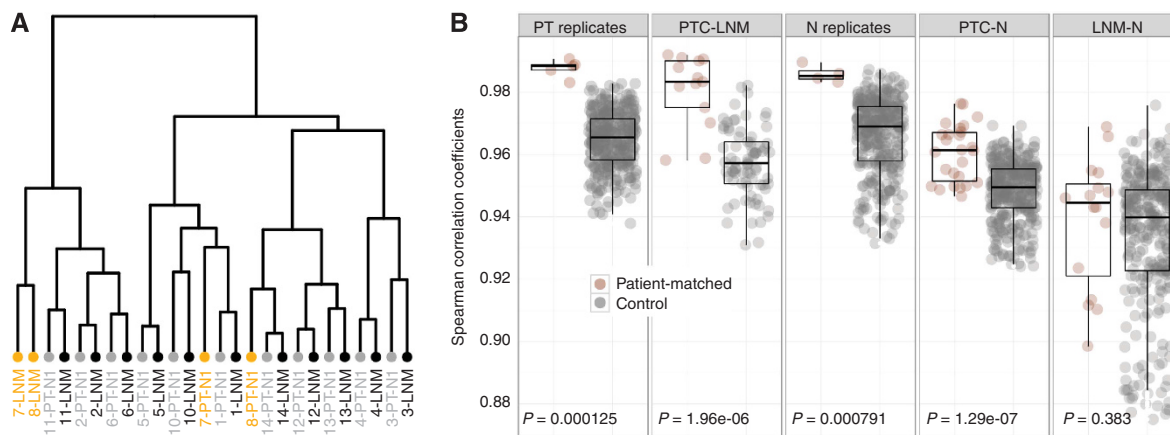 A
7-LNM
8-LNM
11-PT-N1
11-LNM
2-PT-N1
2-LNM
6-PT-N1
6-LNM
5-PT-N1
5-LNM
10-PT-N1
10-LNM
7-PT-N1
1-PT-N1
1-LNM
8-PT-N1
14-PT-N1
14-LNM
12-PT-N1
12-LNM
13-PT-N1
13-LNM
4-PT-N1
4-LNM
3-PT-N1
3-LNM
B
PT replicates
PTC-LNM
N replicates
PTC-N
LNM-N
Spearman correlation coefficients
0.98
0.96
0.94
0.92
0.90
0.88
Patient-matched
Control
P = 0.000125
P = 1.96e-06
P = 0.000791
P = 1.29e-07
P = 0.383